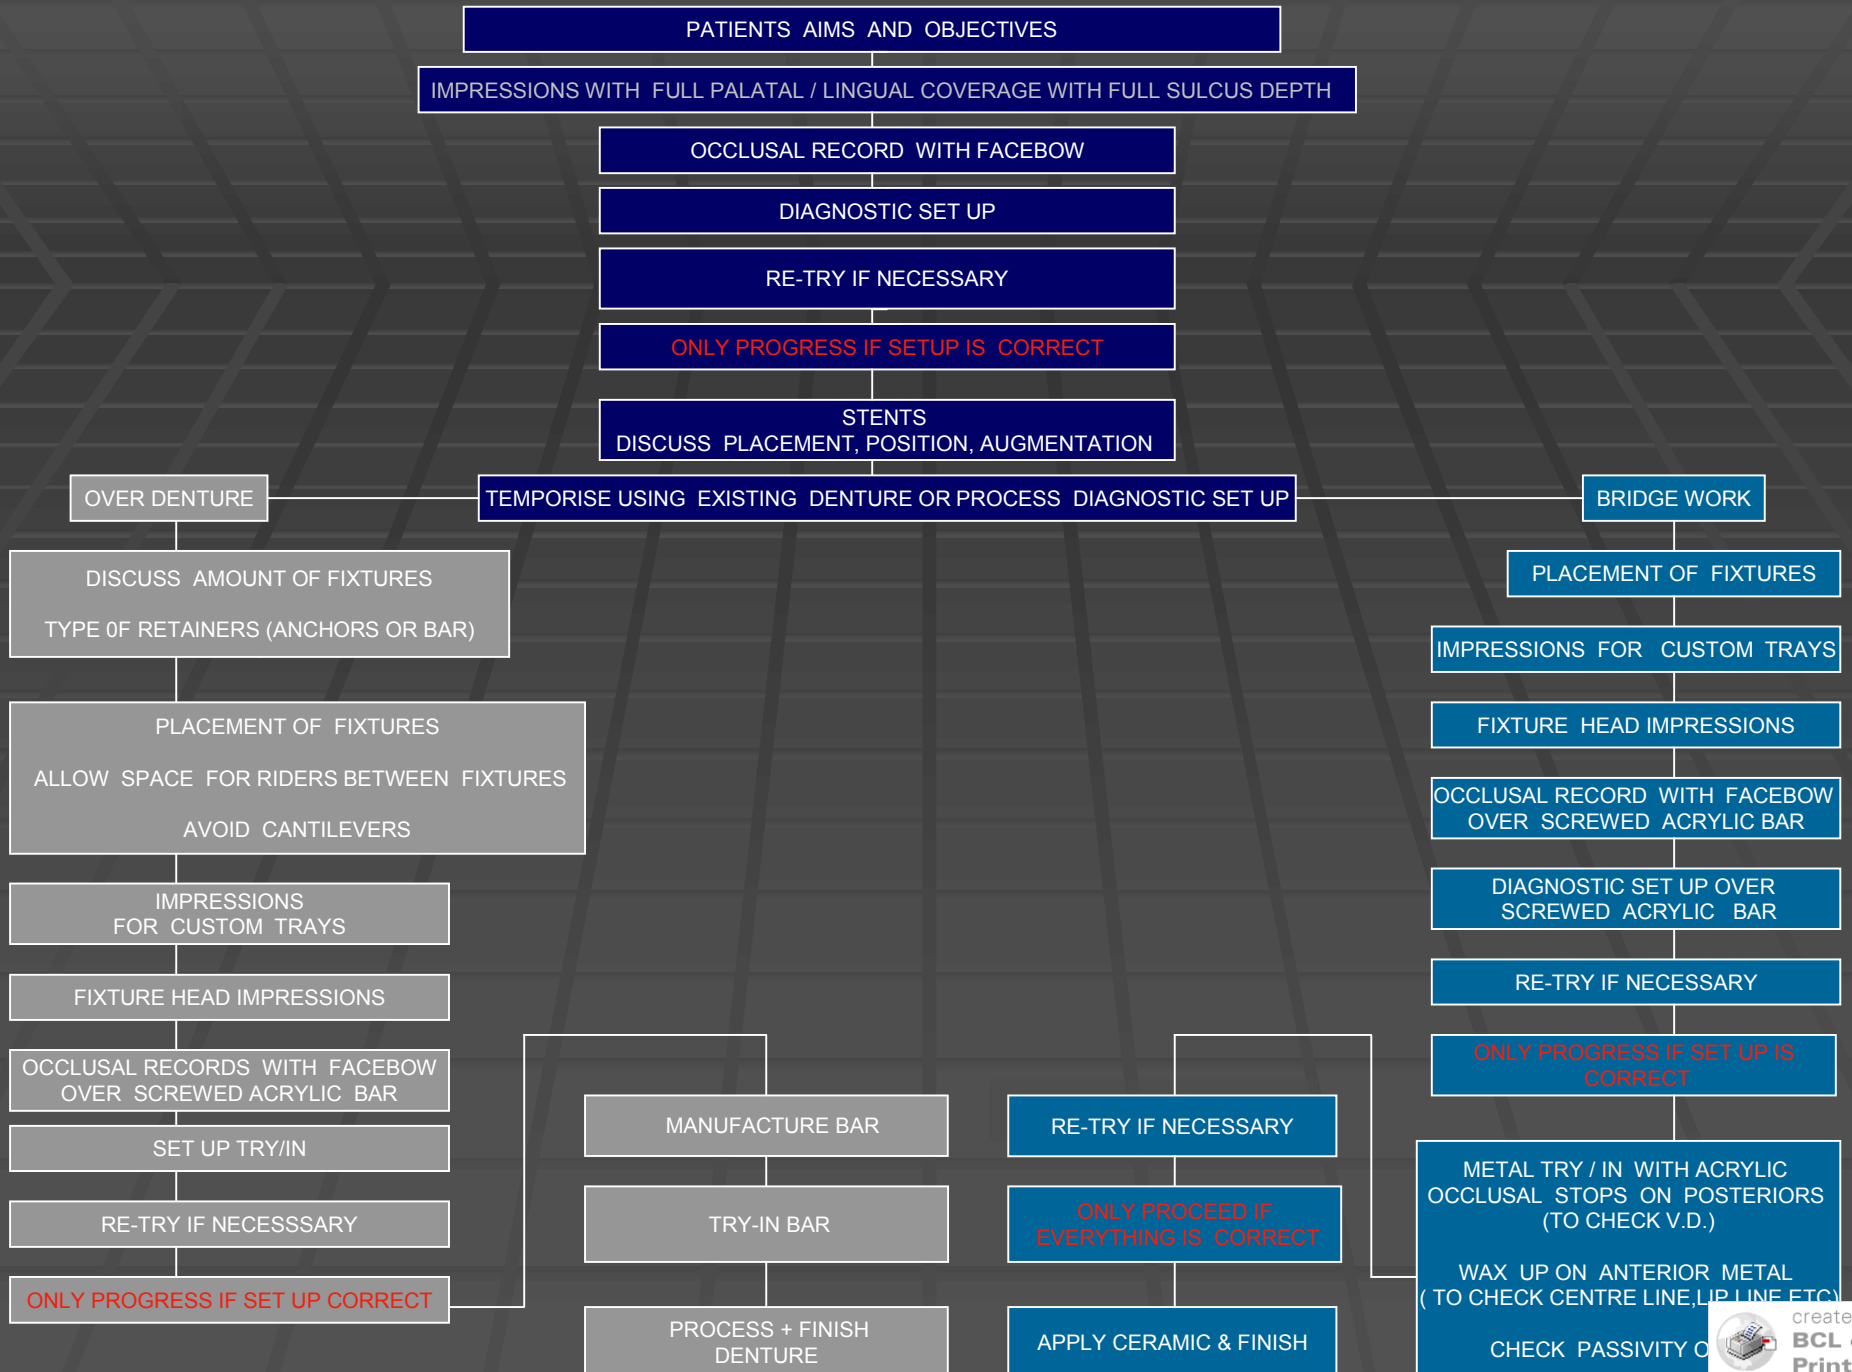 PATIENTS AIMS AND OBJECTIVES
IMPRESSIONS WITH FULL PALATAL / LINGUAL COVERAGE WITH FULL SULCUS DEPTH
OCCLUSAL RECORD WITH FACEBOW
DIAGNOSTIC SET UP
RE-TRY IF NECESSARY
ONLY PROGRESS IF SETUP IS CORRECT
STENTS
DISCUSS PLACEMENT, POSITION, AUGMENTATION
TEMPORISE USING EXISTING DENTURE OR PROCESS DIAGNOSTIC SET UP
OVER DENTURE
DISCUSS AMOUNT OF FIXTURES
TYPE 0F RETAINERS (ANCHORS OR BAR)
PLACEMENT OF FIXTURES
ALLOW SPACE FOR RIDERS BETWEEN FIXTURES
AVOID CANTILEVERS
IMPRESSIONS
FOR CUSTOM TRAYS
FIXTURE HEAD IMPRESSIONS
OCCLUSAL RECORDS WITH FACEBOW
OVER SCREWED ACRYLIC BAR
SET UP TRY/IN
RE-TRY IF NECESSSARY
ONLY PROGRESS IF SET UP CORRECT
MANUFACTURE BAR
TRY-IN BAR
PROCESS + FINISH
DENTURE
BRIDGE WORK
PLACEMENT OF FIXTURES
IMPRESSIONS FOR CUSTOM TRAYS
FIXTURE HEAD IMPRESSIONS
OCCLUSAL RECORD WITH FACEBOW
OVER SCREWED ACRYLIC BAR
DIAGNOSTIC SET UP OVER
SCREWED ACRYLIC BAR
RE-TRY IF NECESSARY
ONLY PROGRESS IF SET UP IS
CORRECT
METAL TRY / IN WITH ACRYLIC
OCCLUSAL STOPS ON POSTERIORS
(TO CHECK V.D.)
WAX UP ON ANTERIOR METAL
( TO CHECK CENTRE LINE,LIP LINE ETC)
CHECK PASSIVITY
RE-TRY IF NECESSARY
ONLY PROCEED IF
EVERYTHING IS CORRECT
APPLY CERAMIC & FINISH
BCL